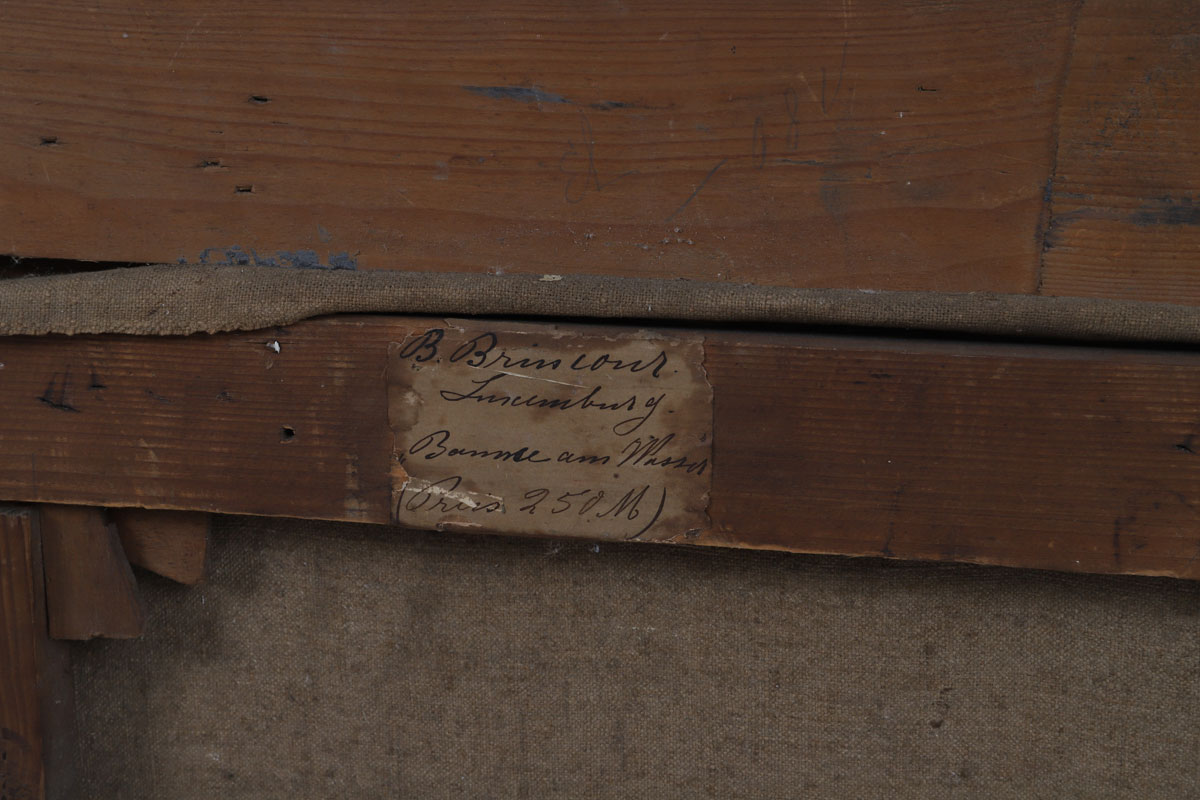 B. Brincour.
Luxemburg.
„Bäume am Wasser
(Preis 250 M)